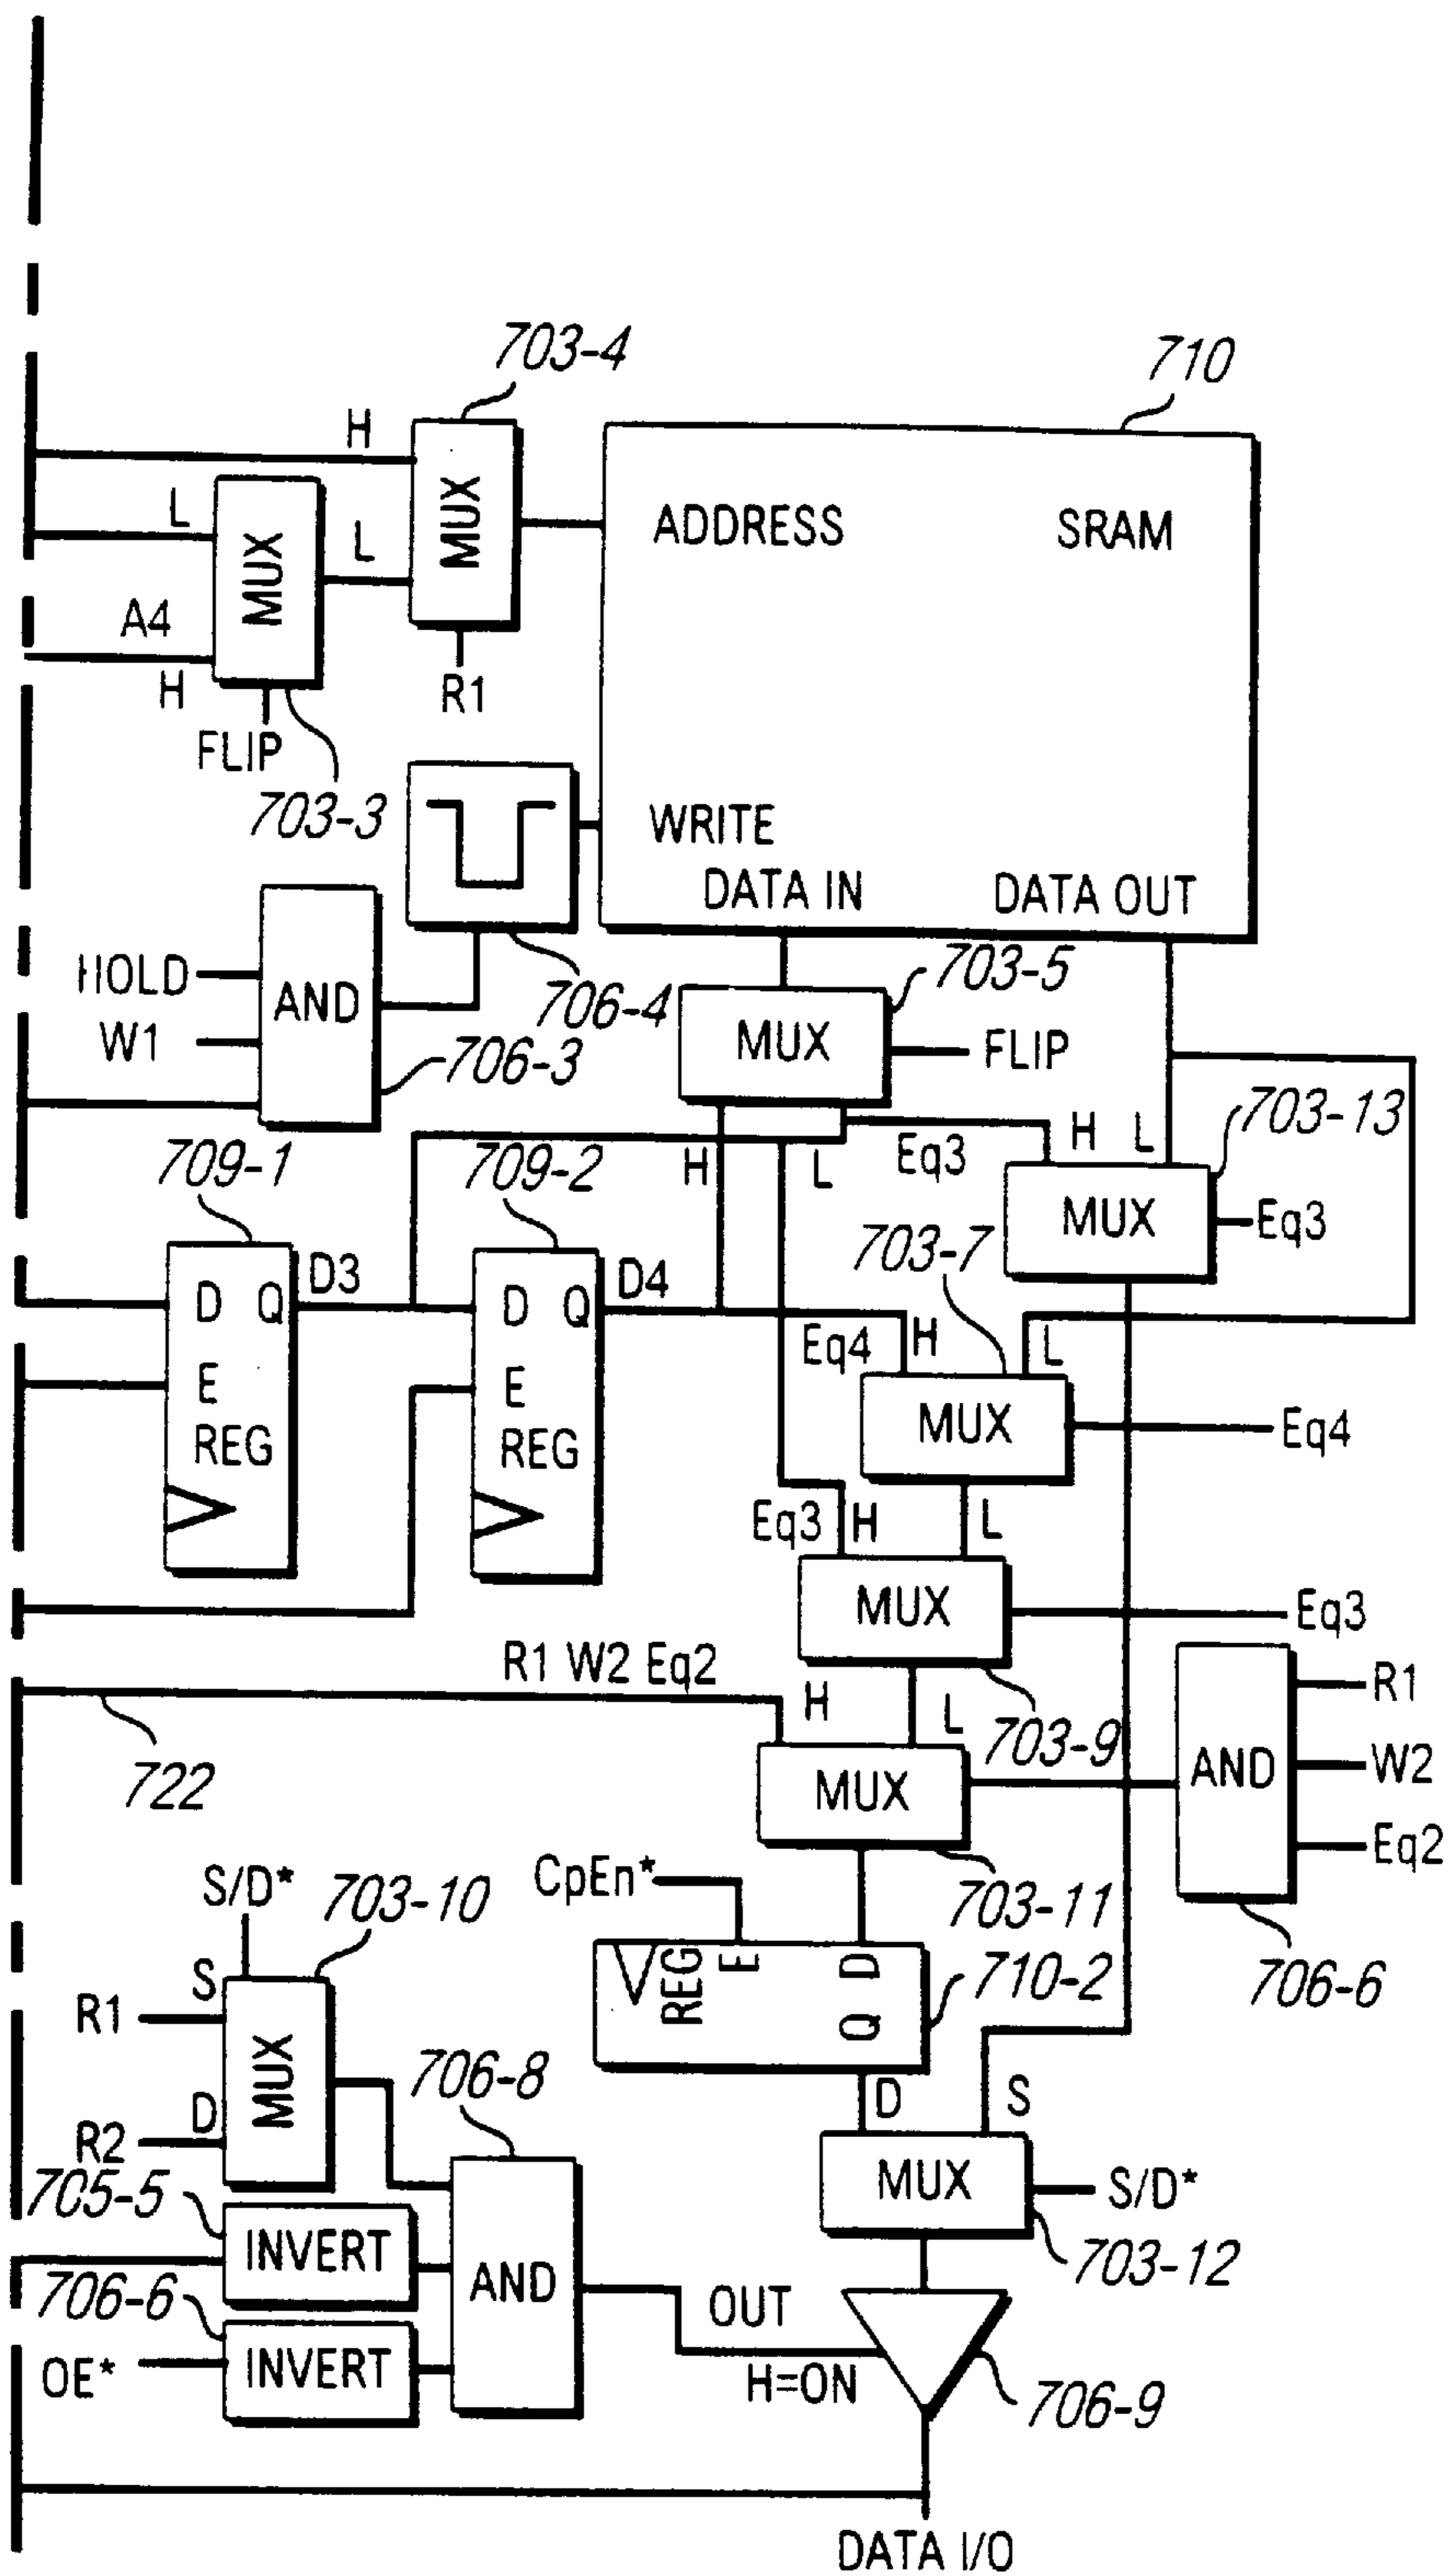 703-4
710
H
L
MUX
L
MUX
ADDRESS
SRAM
A4
H
R1
FLIP
703-3
WRITE
DATA IN
DATA OUT
703-5
HOLD
AND
706-4
MUX
FLIP
W1
706-3
703-13
709-1
709-2
H
L
Eq3
H
L
MUX
Eq3
703-7
D
Q
D3
D
Q
D4
Eq4
H
L
E
E
REG
REG
MUX
Eq4
Eq3
H
L
MUX
Eq3
R1 W2 Eq2
H
L
703-9
R1
722
MUX
AND
W2
Eq2
S/D*
703-10
CpEn*
703-11
706-6
REG
E
D
Q
710-2
S
R1
MUX
706-8
D
R2
D
S
705-5
MUX
S/D*
INVERT
AND
703-12
706-6
OUT
OE*
INVERT
H=ON
706-9
DATA I/O